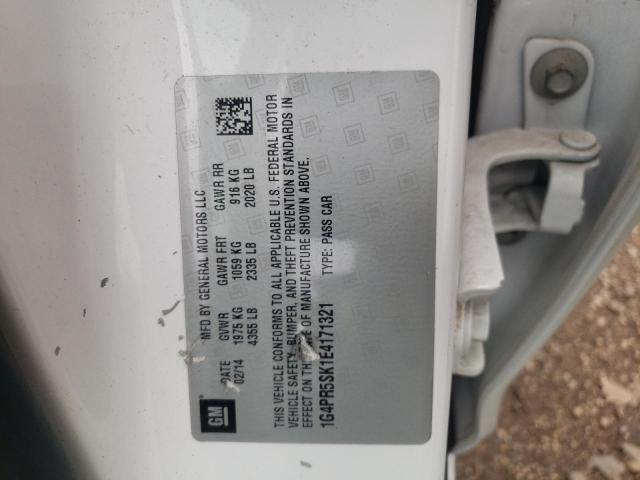 GM
MFD BY GENERAL MOTORS LLC
DATE GVWR GAWR FRT GAWR RR
02/14 1975 KG 1059 KG 916 KG
4355 LB 2335 LB 2020 LB
THIS VEHICLE CONFORMS TO ALL APPLICABLE U.S. FEDERAL MOTOR
VEHICLE SAFETY, BUMPER, AND THEFT PREVENTION STANDARDS IN
EFFECT ON THE DATE OF MANUFACTURE SHOWN ABOVE.
1G4PR5SK1E4171321 TYPE: PASS CAR